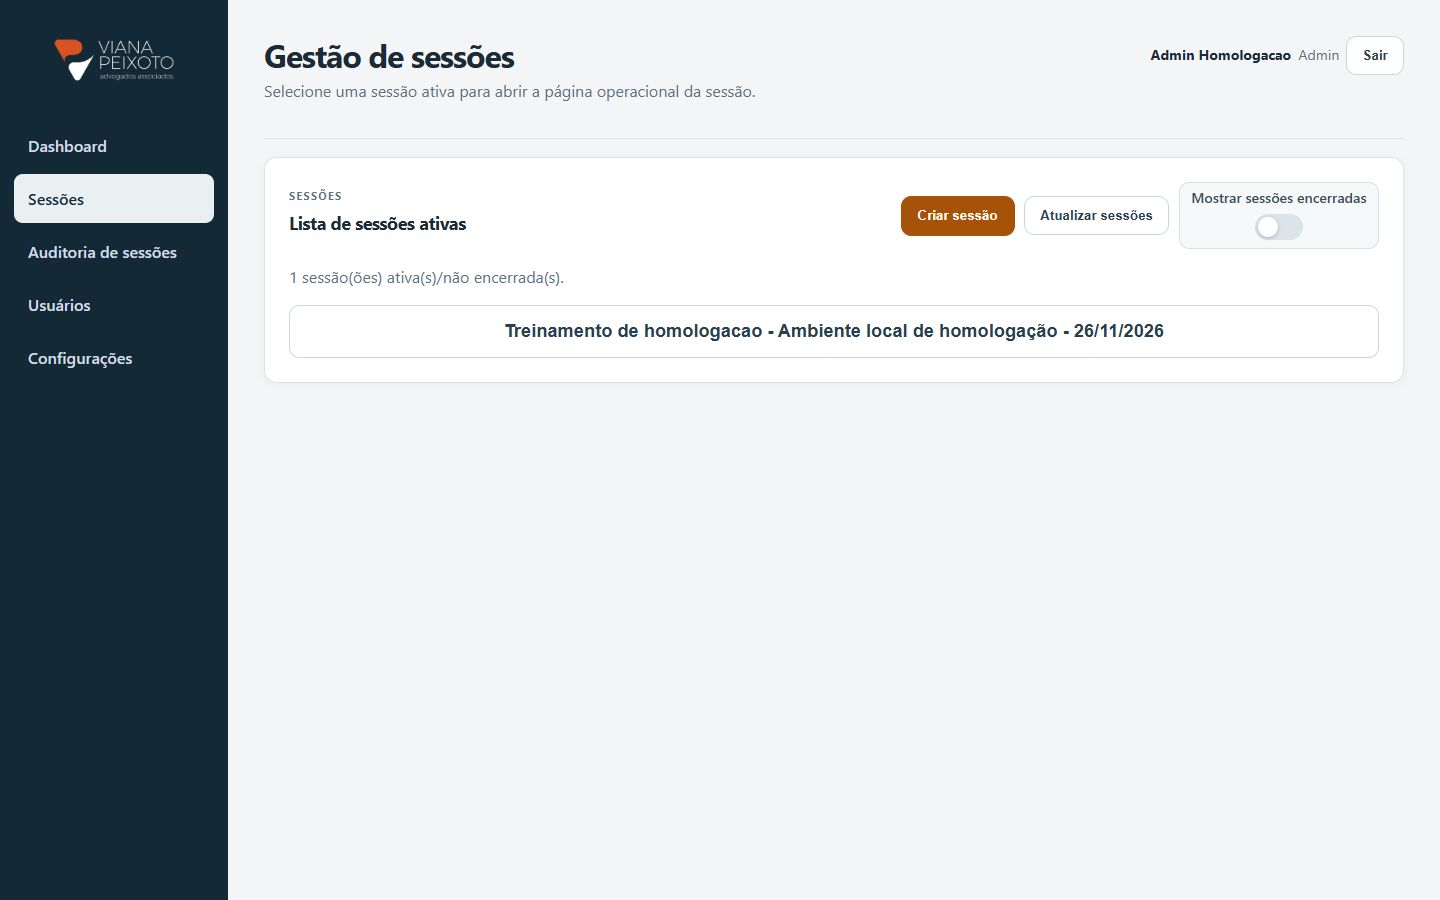 VIANA
PEIXOTO
advogados associados
Dashboard
Sessões
Auditoria de sessões
Usuários
Configurações
Gestão de sessões
Selecione uma sessão ativa para abrir a página operacional da sessão.
Admin Homologacao Admin Sair
SESSÕES
Lista de sessões ativas
Criar sessão
Atualizar sessões
Mostrar sessões encerradas
1 sessão(ões) ativa(s)/não encerrada(s).
Treinamento de homologacao - Ambiente local de homologação - 26/11/2026